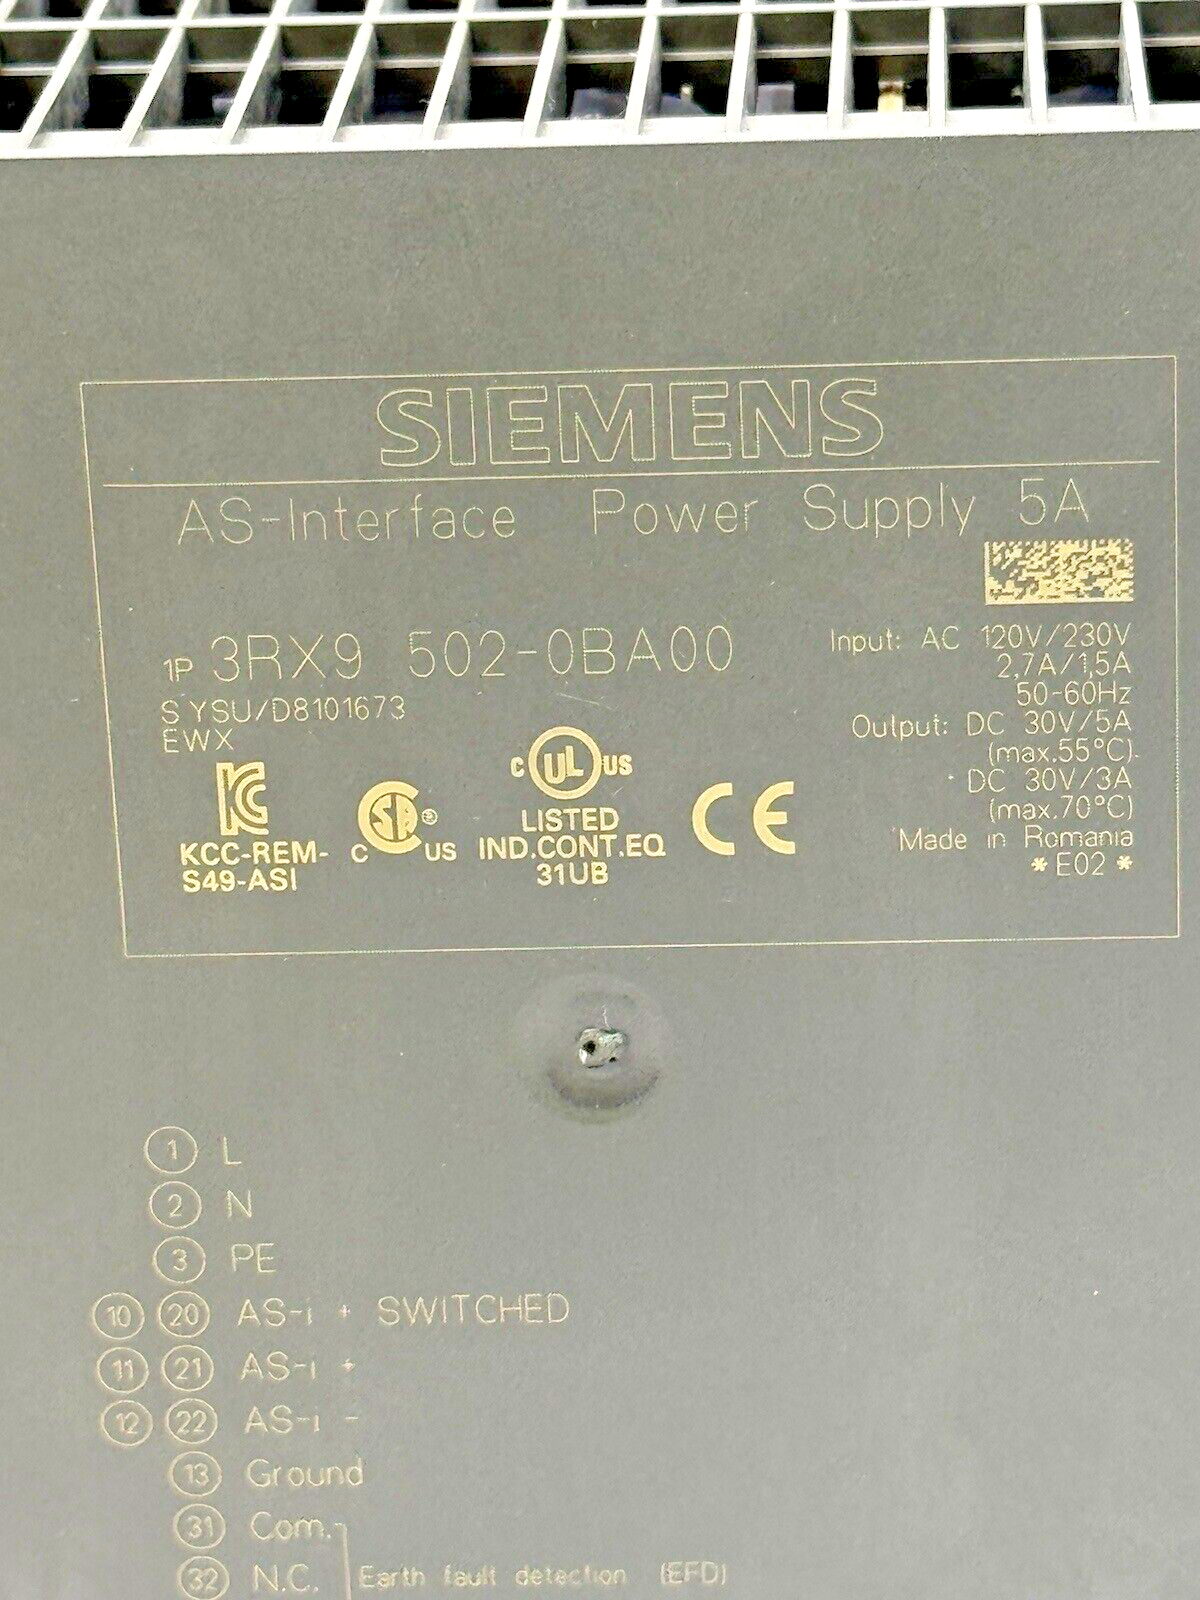 SIEMENS
AS-Interface Power Supply 5A
1P 3RX9 502-0BA00
S YSU/D8101673
EWX
Input: AC 120V/230V
2,7A/1,5A
50-60Hz
Output: DC 30V/5A
(max.55°C)
DC 30V/3A
(max.70°C)
Made in Romania
* E02 *
KCC-REM-
S49-ASI
C SA ® US
C UL US
LISTED
IND.CONT.EQ
31UB
CE
1 L
2 N
3 PE
10 20 AS-i + SWITCHED
11 21 AS-i +
12 22 AS-i -
13 Ground
31 Com.
32 N.C. Earth fault detection (EFD)